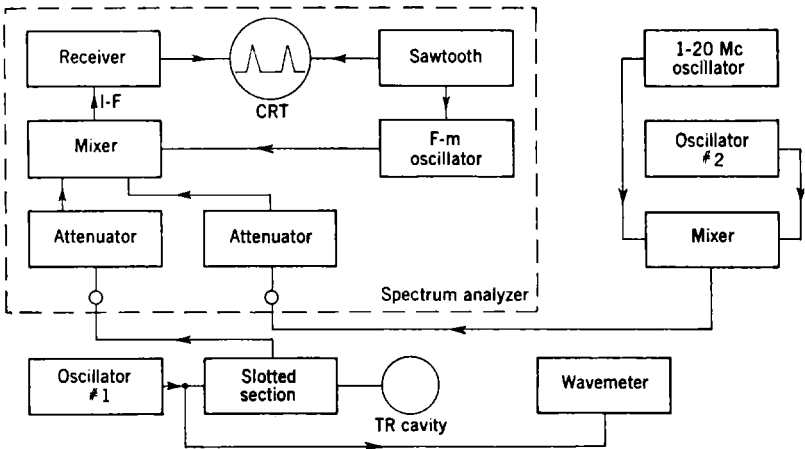 Receiver
CRT
Sawtooth
1-20 Mc
oscillator
I-F
Mixer
F-m
oscillator
Oscillator
#2
Attenuator
Attenuator
Mixer
Spectrum analyzer
Oscillator
#1
Slotted
section
TR cavity
Wavemeter